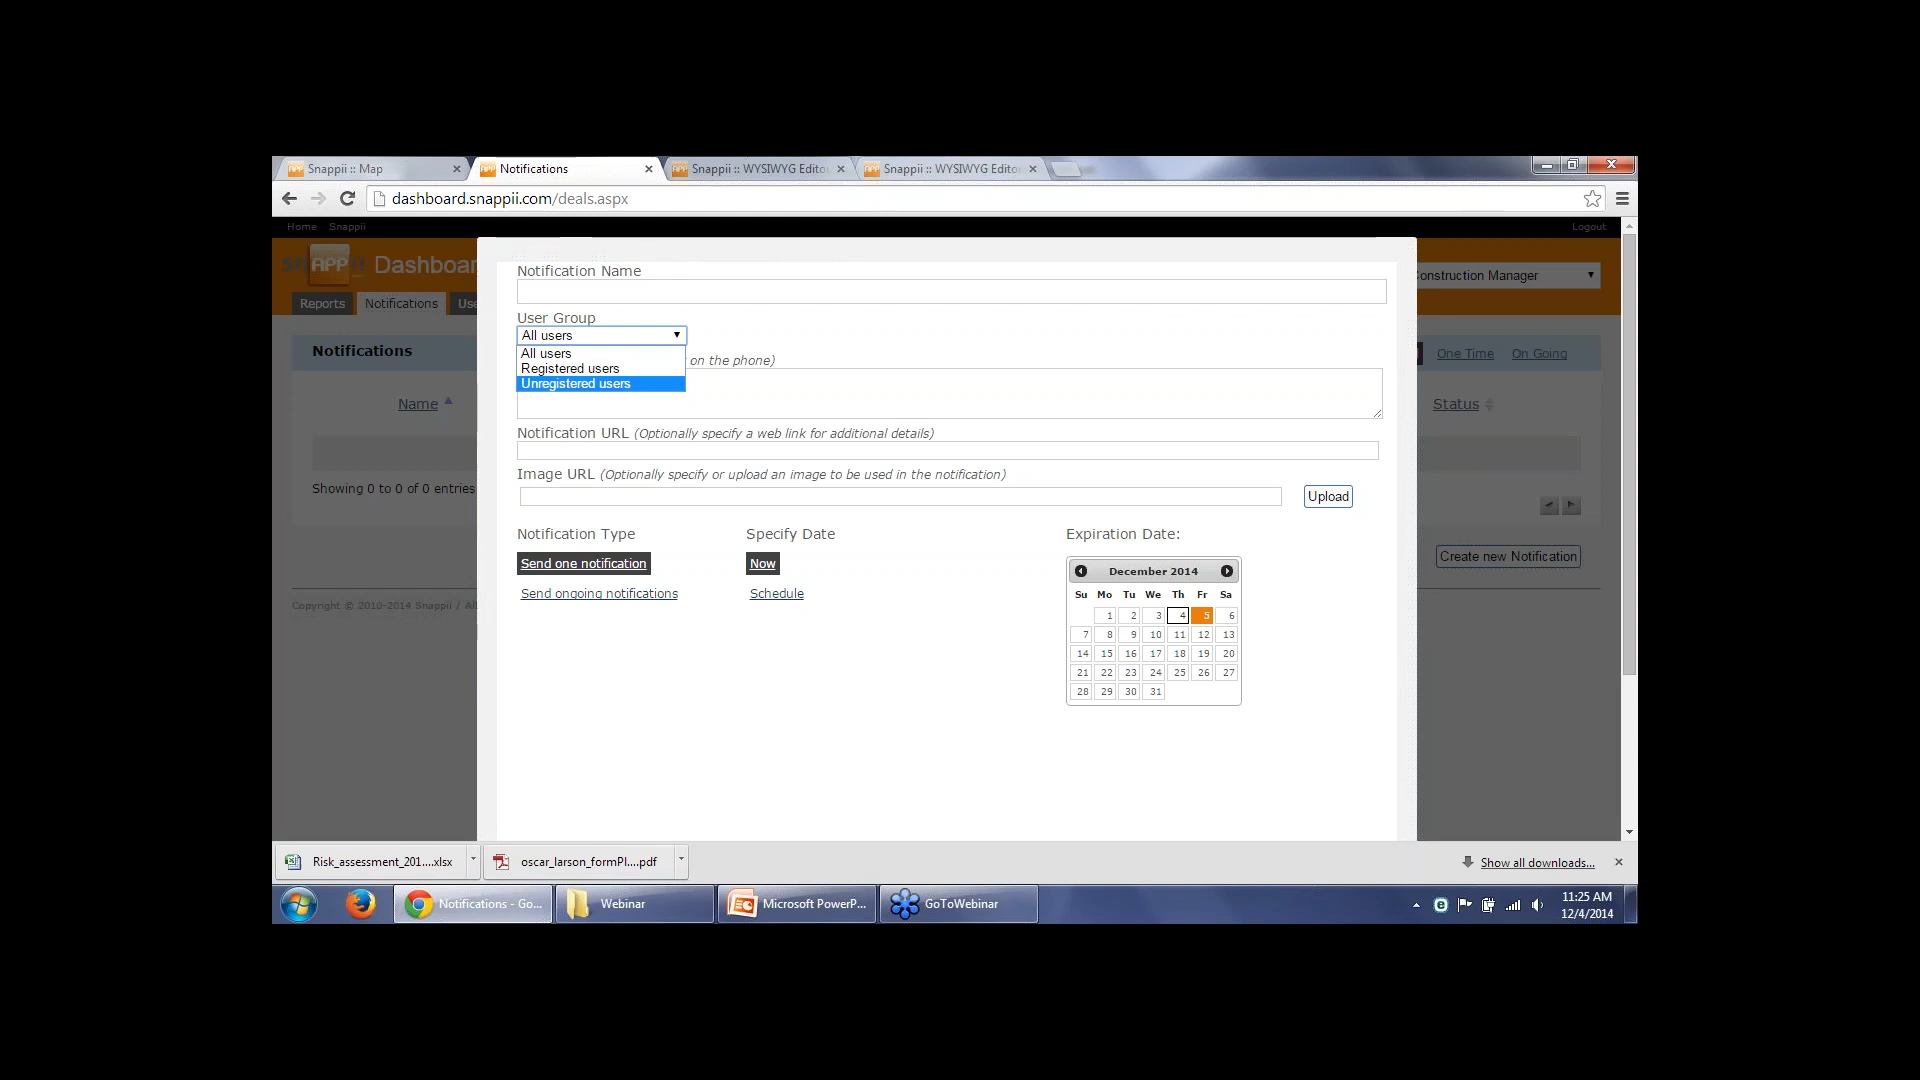 Snappii :: Map
Notifications
Snappii :: WYSIWYG Edito
Snappii :: WYSIWYG Edito
dashboard.snappii.com/deals.aspx
Home Snappii Logout
APP Dashboar
Construction Manager
Reports Notifications Use
Notification Name
User Group
All users
All users
Registered users
Unregistered users
on the phone)
Notifications
One Time On Going
Name
Status
Notification URL (Optionally specify a web link for additional details)
Image URL (Optionally specify or upload an image to be used in the notification)
Upload
Showing 0 to 0 of 0 entries
Notification Type Specify Date Expiration Date:
Send one notification Now
Send ongoing notifications Schedule
December 2014
Su Mo Tu We Th Fr Sa
1 2 3 4 5 6
7 8 9 10 11 12 13
14 15 16 17 18 19 20
21 22 23 24 25 26 27
28 29 30 31
Create new Notification
Copyright © 2010-2014 Snappii / All
Risk_assessment_201....xlsx
oscar_larson_formPl....pdf
Show all downloads...
Notifications - Go...
Webinar
Microsoft PowerP...
GoToWebinar
11:25 AM
12/4/2014